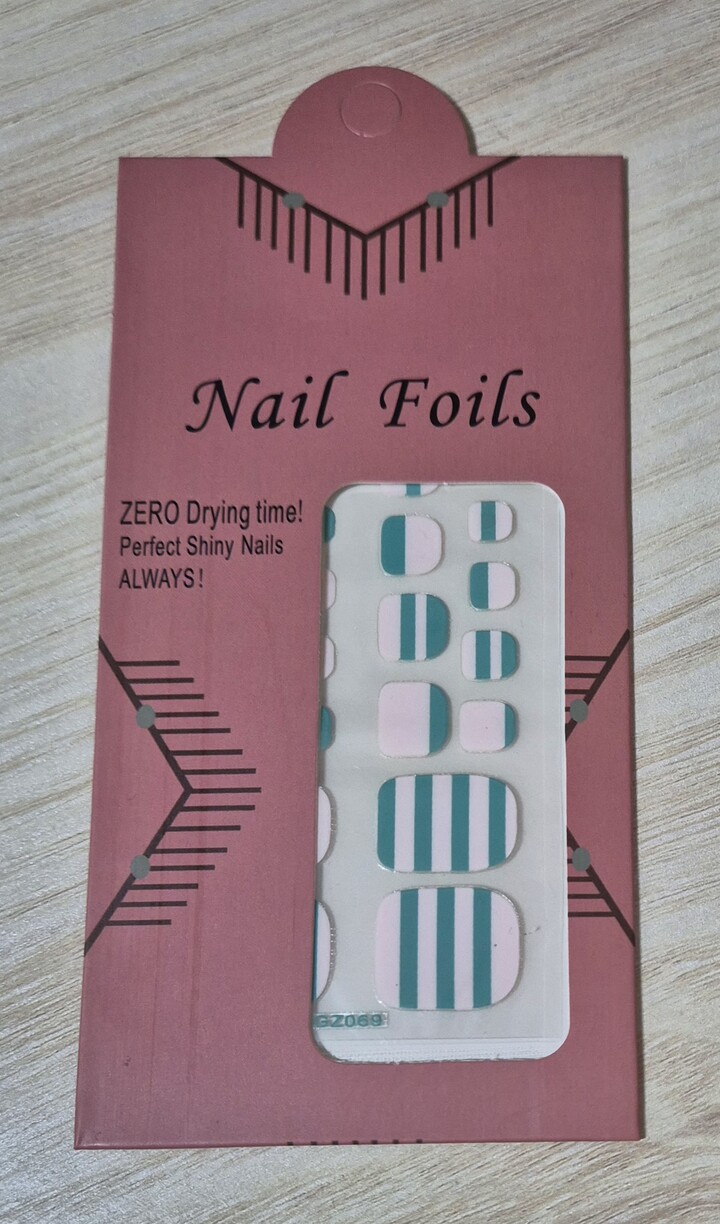 Nail Foils
ZERO Drying time!
Perfect Shiny Nails
ALWAYS!
GZ069